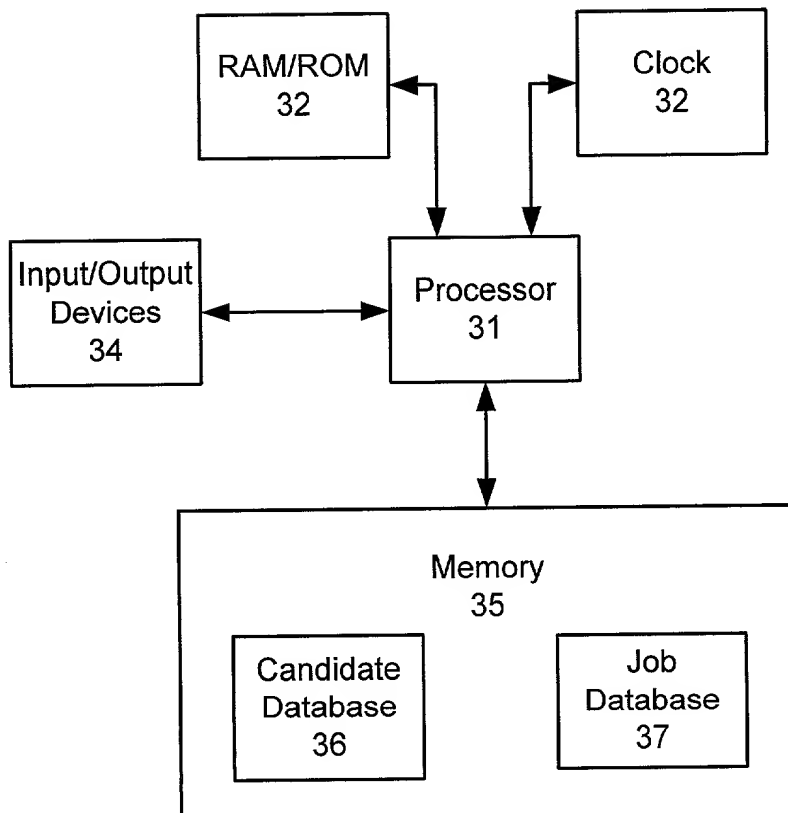 RAM/ROM
32
Clock
32
Input/Output
Devices
34
Processor
31
Memory
35
Candidate
Database
36
Job
Database
37